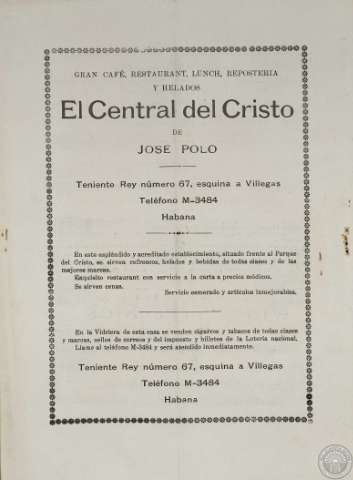 GRAN CAFÉ, RESTAURANT, LUNCH, REPOSTERIA
Y HELADOS
El Central del Cristo
DE
JOSE POLO
Teniente Rey número 67, esquina a Villegas
Teléfono M-3484
Habana
En este espléndido y acreditado establecimiento, situado frente al Parque
del Cristo, se sirven refrescos, helados y bebidas de todas clases y de las
mejores marcas.
Exquisito restaurant con servicio a la carta a precios módicos.
Se sirven cenas.
Servicio esmerado y artículos inmejorables.
En la Vidriera de esta casa se venden cigarros y tabacos de todas clases
y marcas, sellos de correos y del impuesto y billetes de la Lotería nacional.
Llame al teléfono M-3484 y será atendido inmediatamente.
Teniente Rey número 67, esquina a Villegas
Teléfono M-3484
Habana